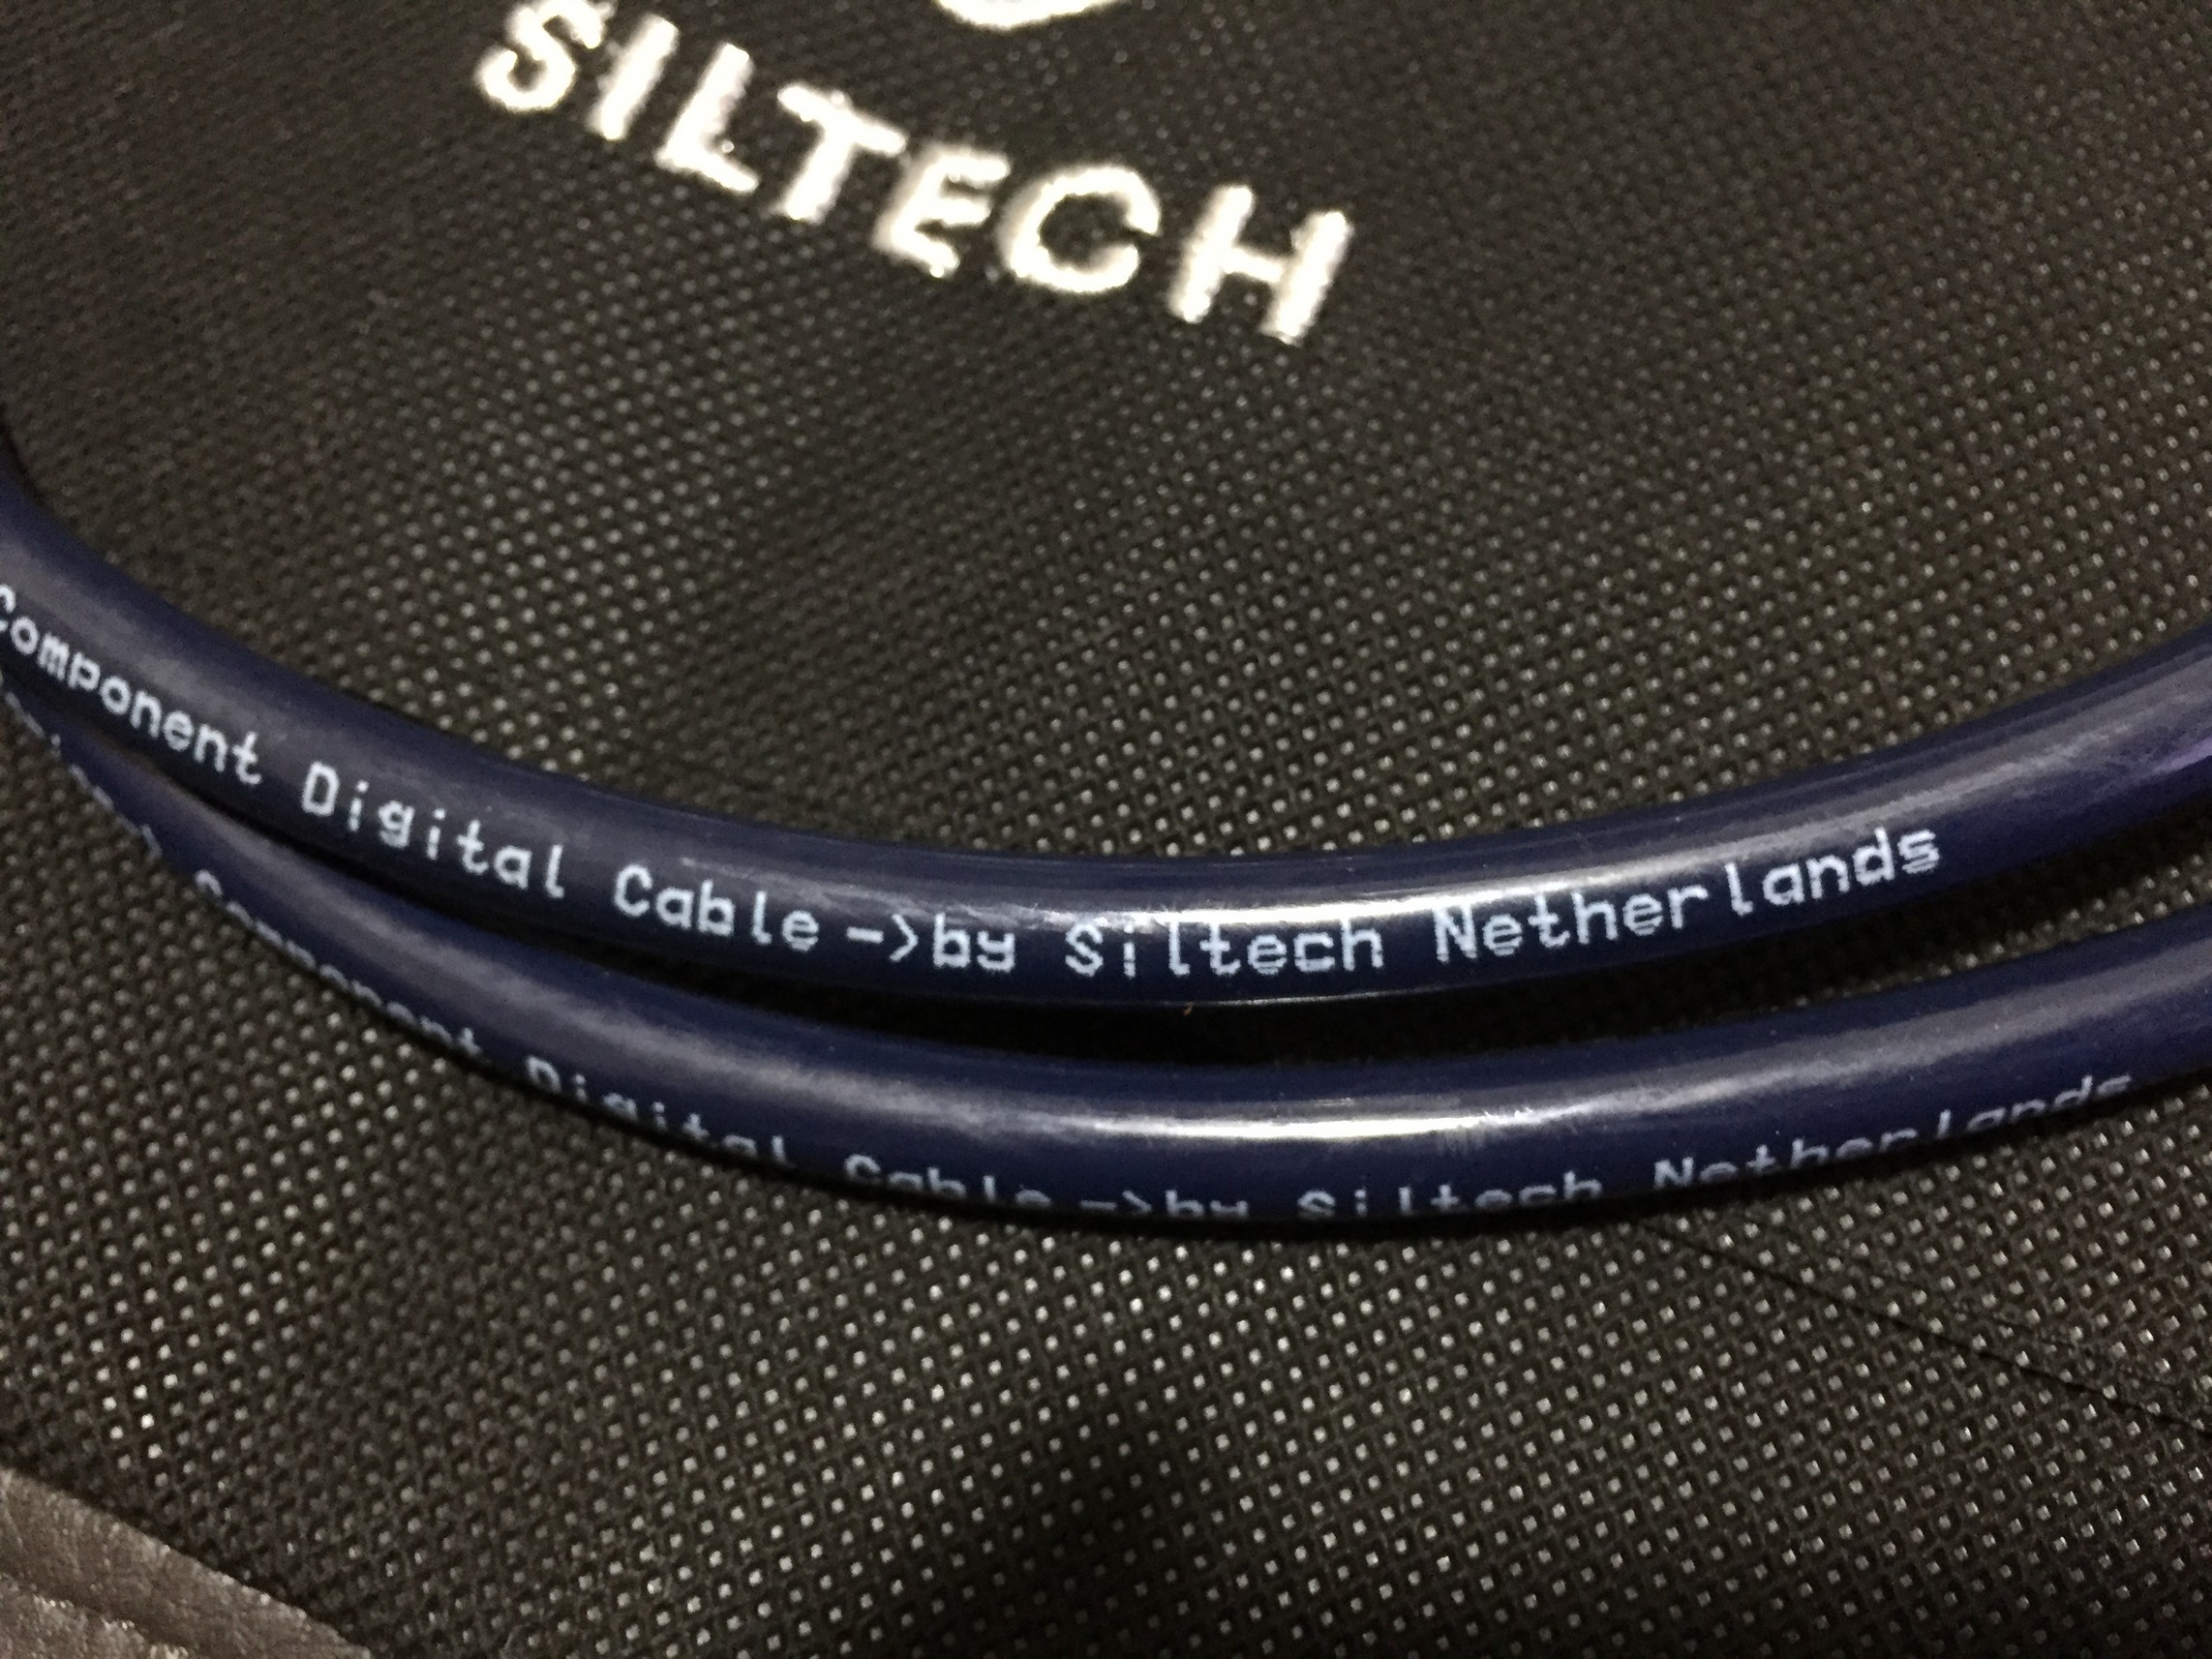 SILTECH
Component Digital Cable ->by Siltech Netherlands
Component Digital Cable ->by Siltech Netherlands